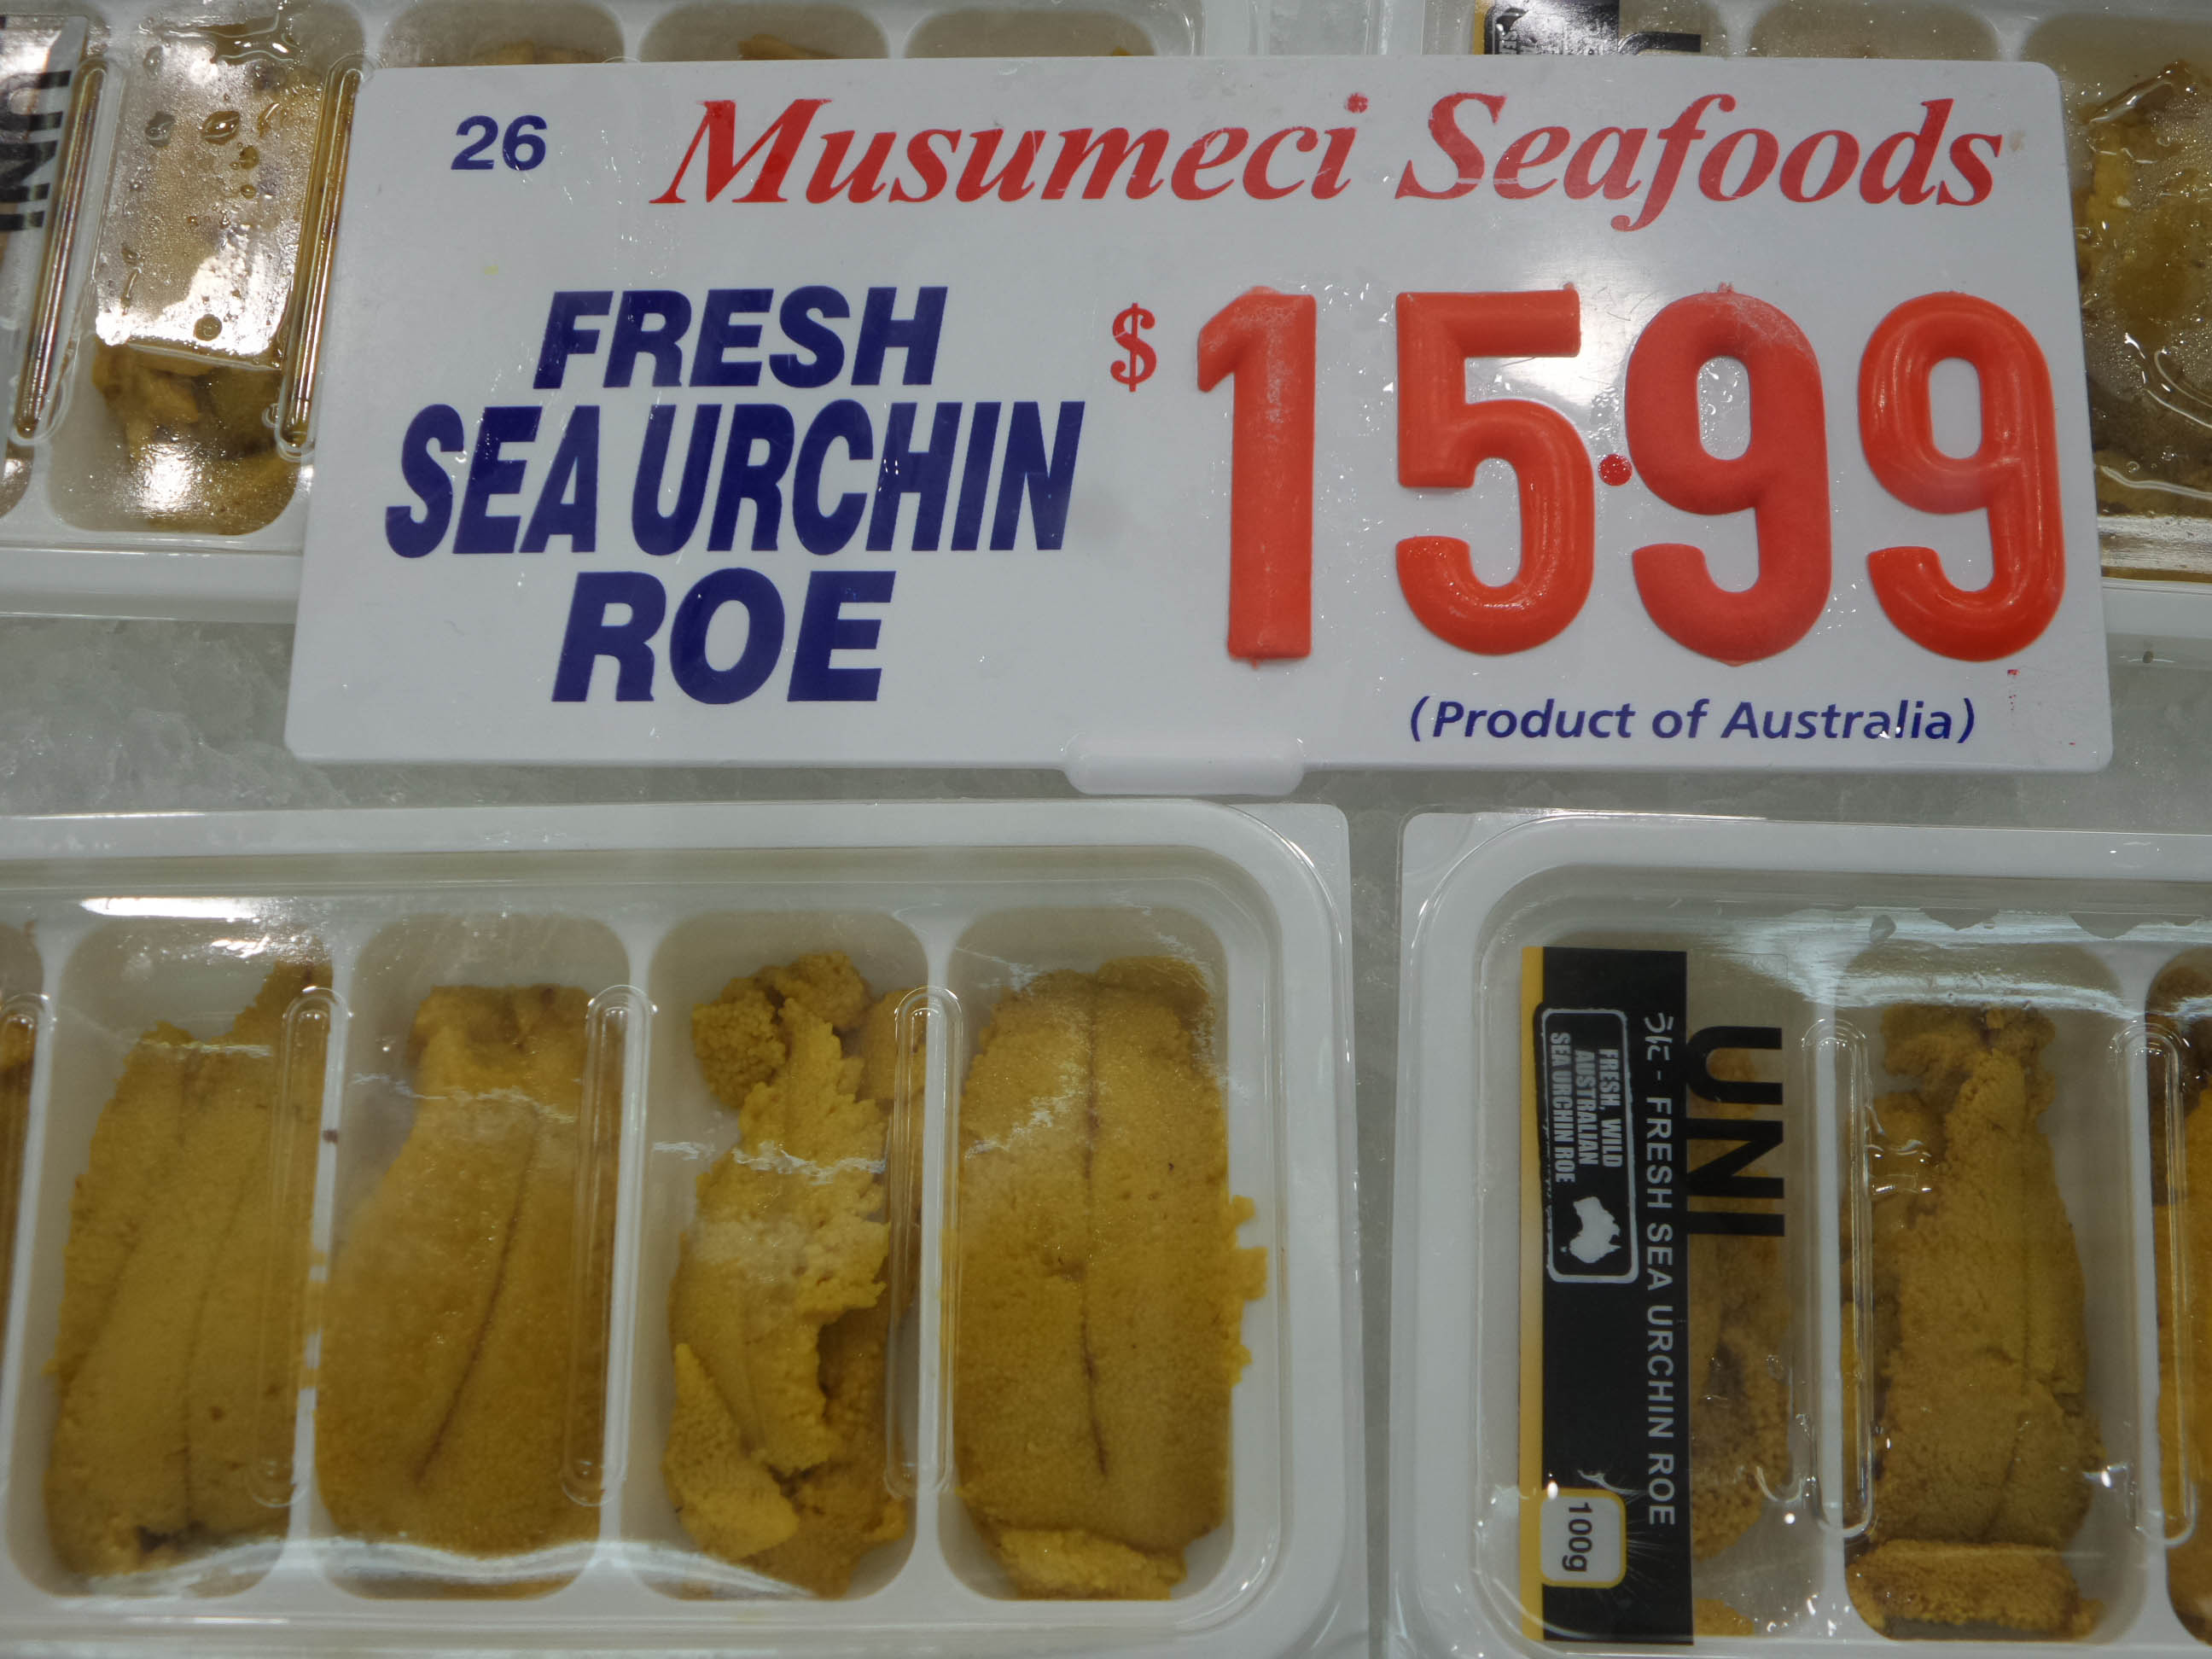 26
Musumeci Seafoods
FRESH
SEA URCHIN
ROE
$15.99
(Product of Australia)
UNI
UNI
うに - FRESH SEA URCHIN ROE
FRESH, WILD
AUSTRALIAN
SEA URCHIN ROE
100g